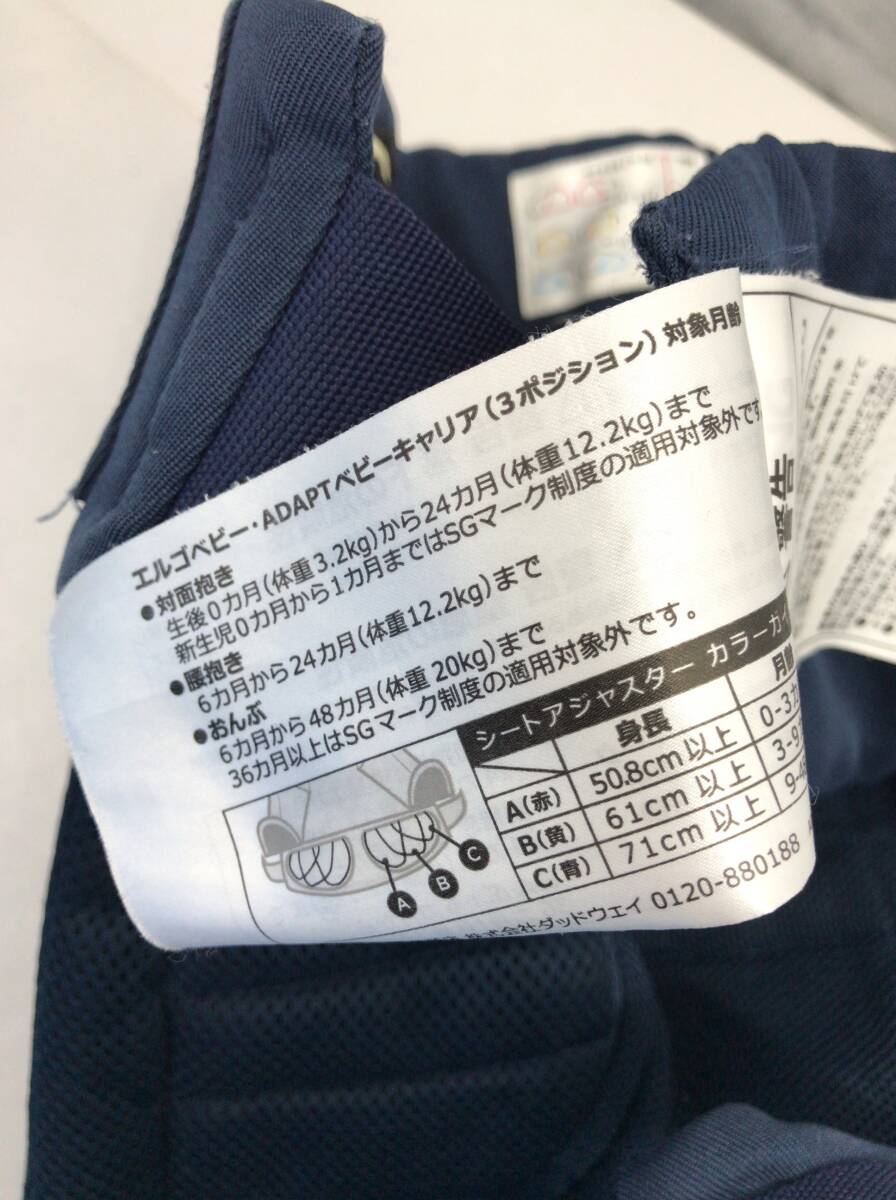 エルゴベビー・ADAPTベビーキャリア(3ポジション) 対象月齢
●対面抱き
生後0カ月(体重3.2kg)から24カ月(体重12.2kg)まで
新生児0カ月から1カ月まではSGマーク制度の適用対象外です
●腰抱き
6カ月から24カ月(体重12.2kg)まで
●おんぶ
6カ月から48カ月(体重 20kg)まで
36カ月以上はSGマーク制度の適用対象外です。
シートアジャスター カラーガイ
身長 月齢
A(赤) 50.8cm 以上 0-3カ
B(黄) 61cm 以上 3-9
C(青) 71cm 以上 9-4
A B C
株式会社ダッドウェイ 0120-880188
警告